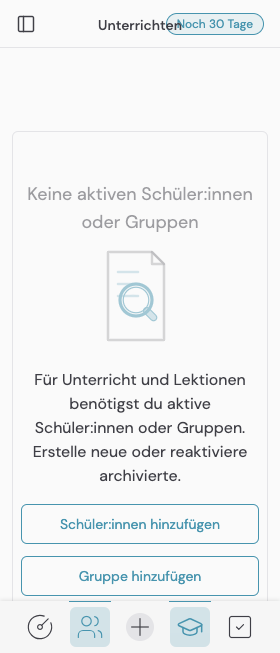 Unterrichten
Noch 30 Tage
Keine aktiven Schüler:innen
oder Gruppen
Für Unterricht und Lektionen
benötigst du aktive
Schüler:innen oder Gruppen.
Erstelle neue oder reaktiviere
archivierte.
Schüler:innen hinzufügen
Gruppe hinzufügen